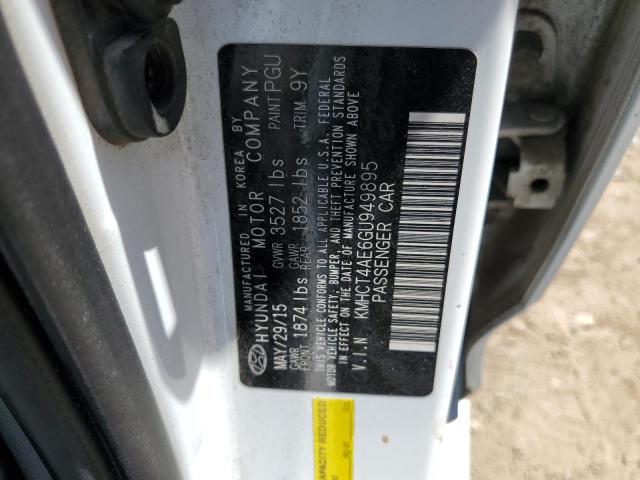 MANUFACTURED IN KOREA BY
HYUNDAI MOTOR COMPANY
MAY/29/15 GVWR 3527 lbs PAINT PGU
GAWR FRONT 1874 lbs GAWR REAR 1852 lbs TRIM 9Y
THIS VEHICLE CONFORMS TO ALL APPLICABLE U.S.A. FEDERAL
MOTOR VEHICLE SAFETY, BUMPER, AND THEFT PREVENTION STANDARDS
IN EFFECT ON THE DATE OF MANUFACTURE SHOWN ABOVE
V.I.N KMHCT4AE6GU949895
PASSENGER CAR
CAPACITY REDUCED
kg or